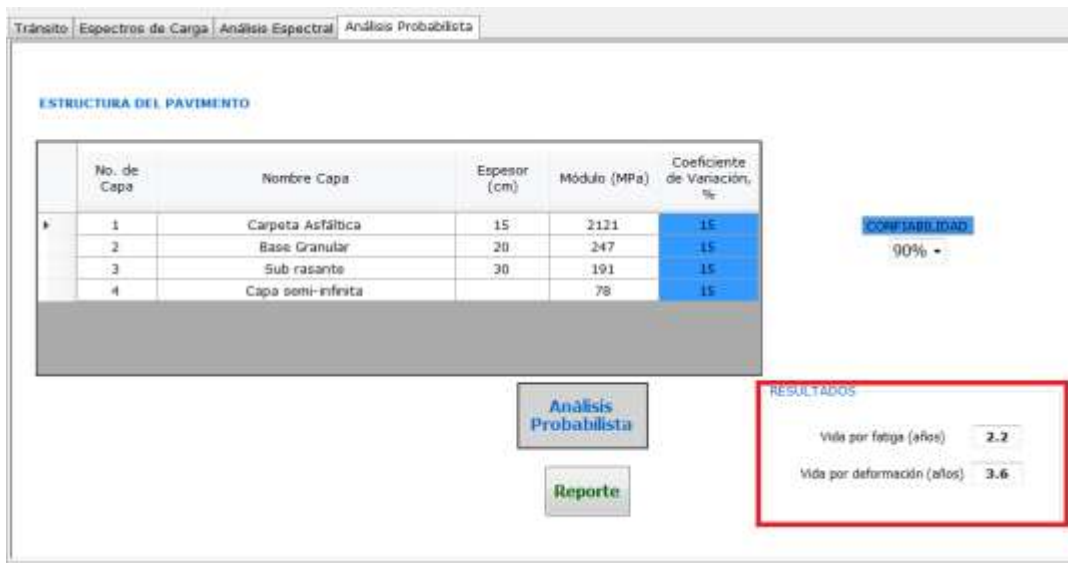 Tránsito Espectros de Carga Análisis Espectral Análisis Probabilista
ESTRUCTURA DEL PAVIMENTO
No. de Capa Nombre Capa Espesor (cm) Módulo (MPa) Coeficiente de Variación, %
1 Carpeta Asfáltica 15 2121 15
2 Base Granular 20 247 15
3 Sub rasante 30 191 15
4 Capa semi-infinita 78 15
CONFIABILIDAD
90%
Análisis Probabilista
Reporte
RESULTADOS
Vida por fatiga (años) 2.2
Vida por deformación (años) 3.6